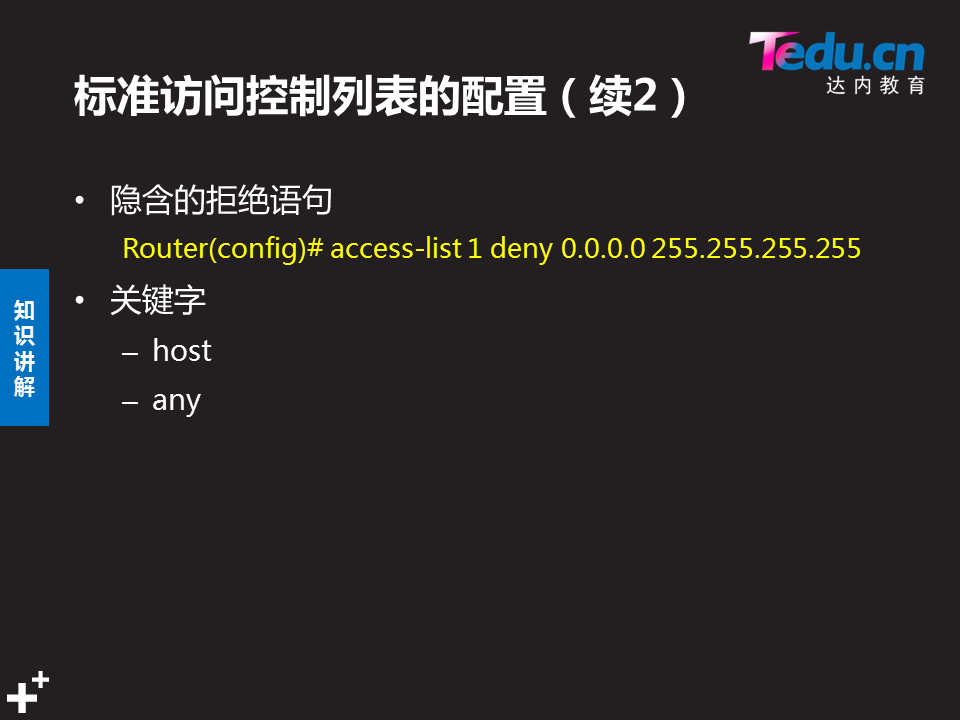 Tedu.cn
达内教育
标准访问控制列表的配置（续2）
• 隐含的拒绝语句
Router(config)# access-list 1 deny 0.0.0.0 255.255.255.255
• 关键字
– host
– any
知
识
讲
解